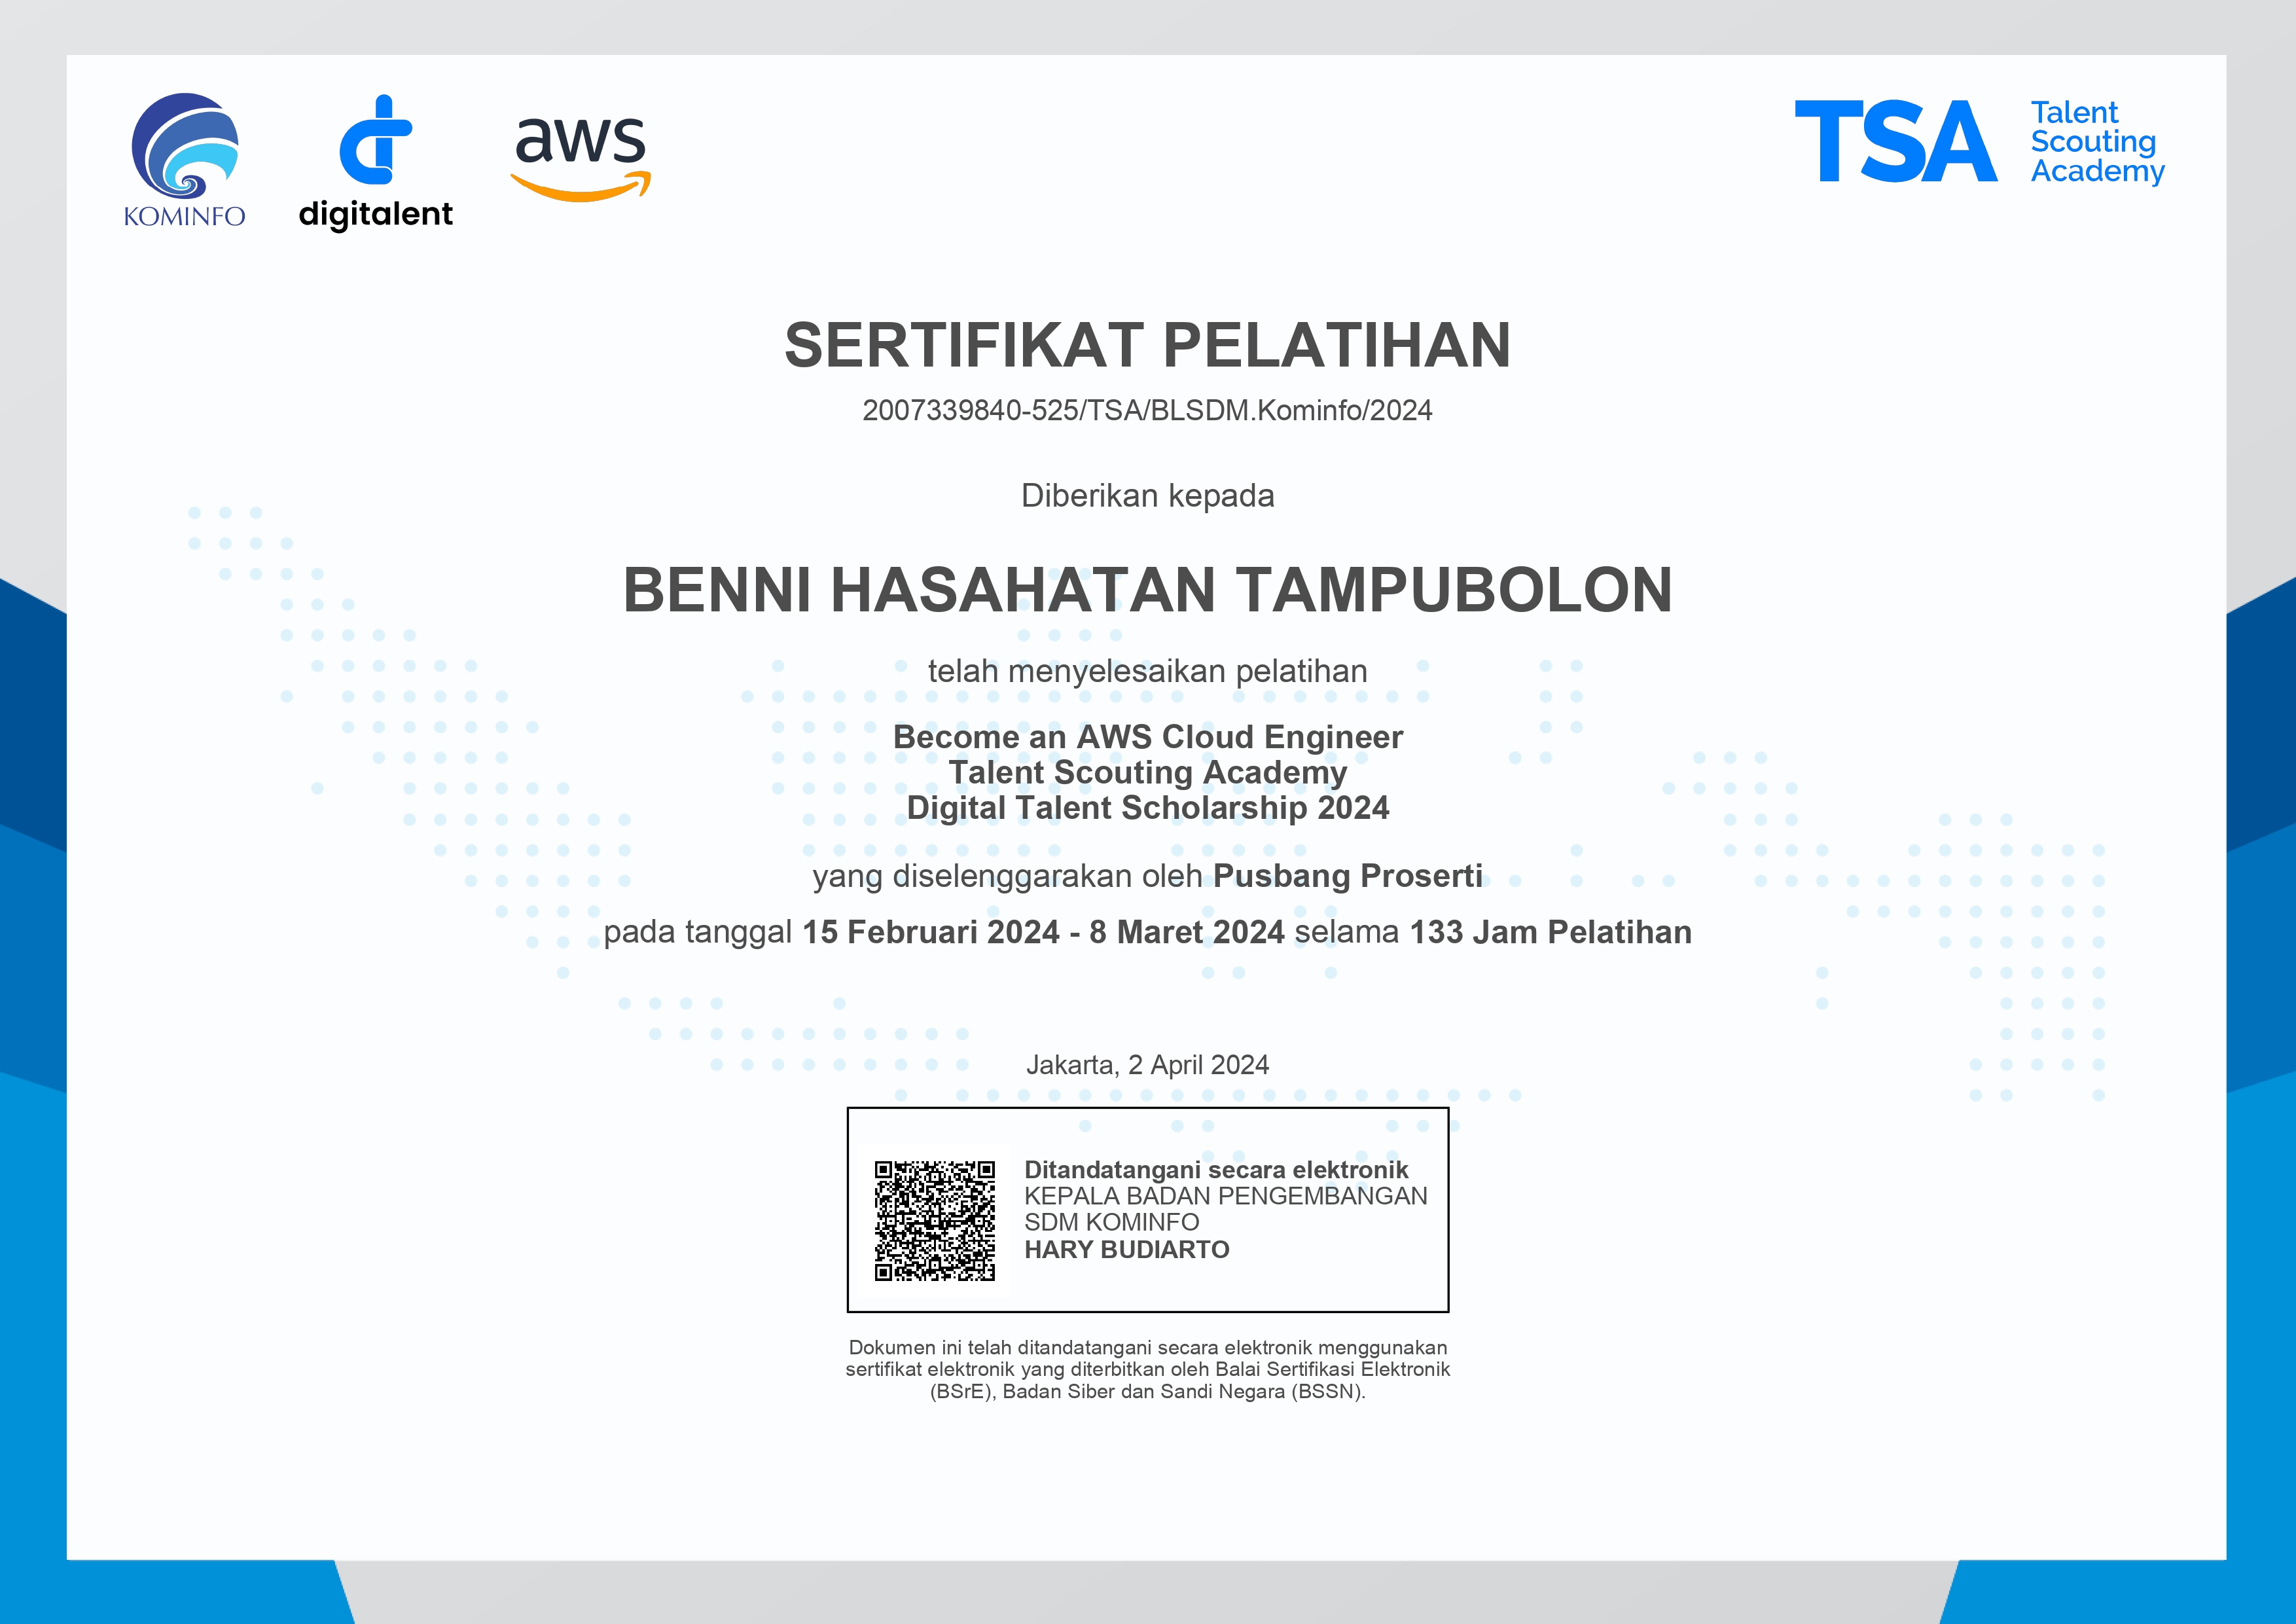 KOMINFO
digitalent
aws
TSA
Talent
Scouting
Academy
SERTIFIKAT PELATIHAN
2007339840-525/TSA/BLSDM.Kominfo/2024
Diberikan kepada
BENNI HASAHATAN TAMPUBOLON
telah menyelesaikan pelatihan
Become an AWS Cloud Engineer
Talent Scouting Academy
Digital Talent Scholarship 2024
yang diselenggarakan oleh Pusbang Proserti
pada tanggal 15 Februari 2024 - 8 Maret 2024 selama 133 Jam Pelatihan
Jakarta, 2 April 2024
Ditandatangani secara elektronik
KEPALA BADAN PENGEMBANGAN
SDM KOMINFO
HARY BUDIARTO
Dokumen ini telah ditandatangani secara elektronik menggunakan
sertifikat elektronik yang diterbitkan oleh Balai Sertifikasi Elektronik
(BSrE), Badan Siber dan Sandi Negara (BSSN).